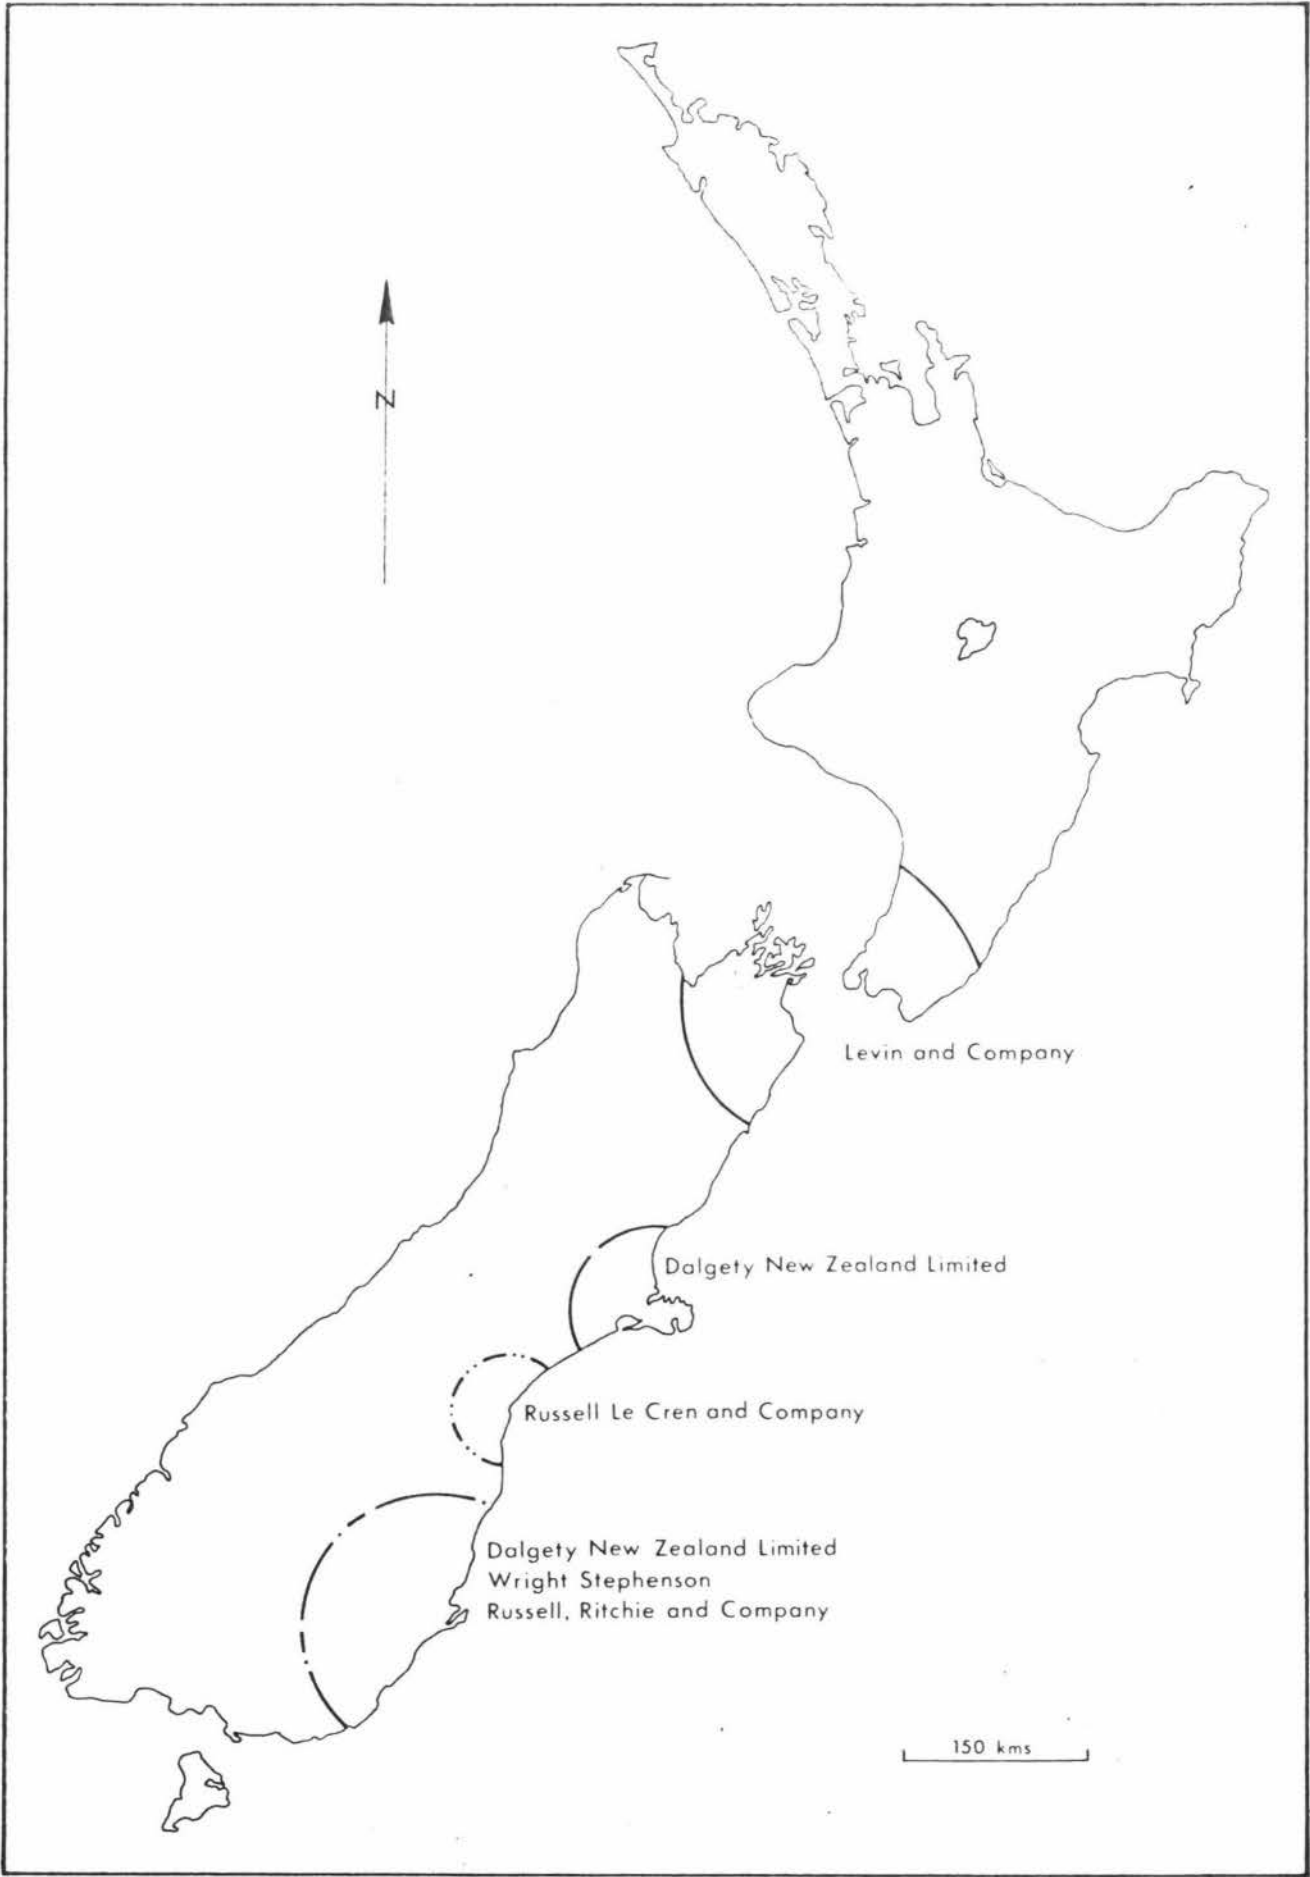 N
Levin and Company
Dalgety New Zealand Limited
Russell Le Cren and Company
Dalgety New Zealand Limited
Wright Stephenson
Russell, Ritchie and Company
150 kms